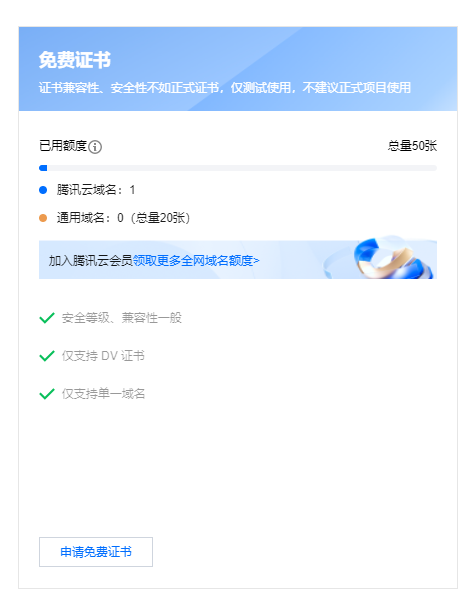 免费证书
证书兼容性、安全性不如正式证书，仅测试使用，不建议正式项目使用
已用额度 总量50张
腾讯云域名：1
通用域名：0（总量20张）
加入腾讯云会员领取更多全网域名额度>
安全等级、兼容性一般
仅支持 DV 证书
仅支持单一域名
申请免费证书